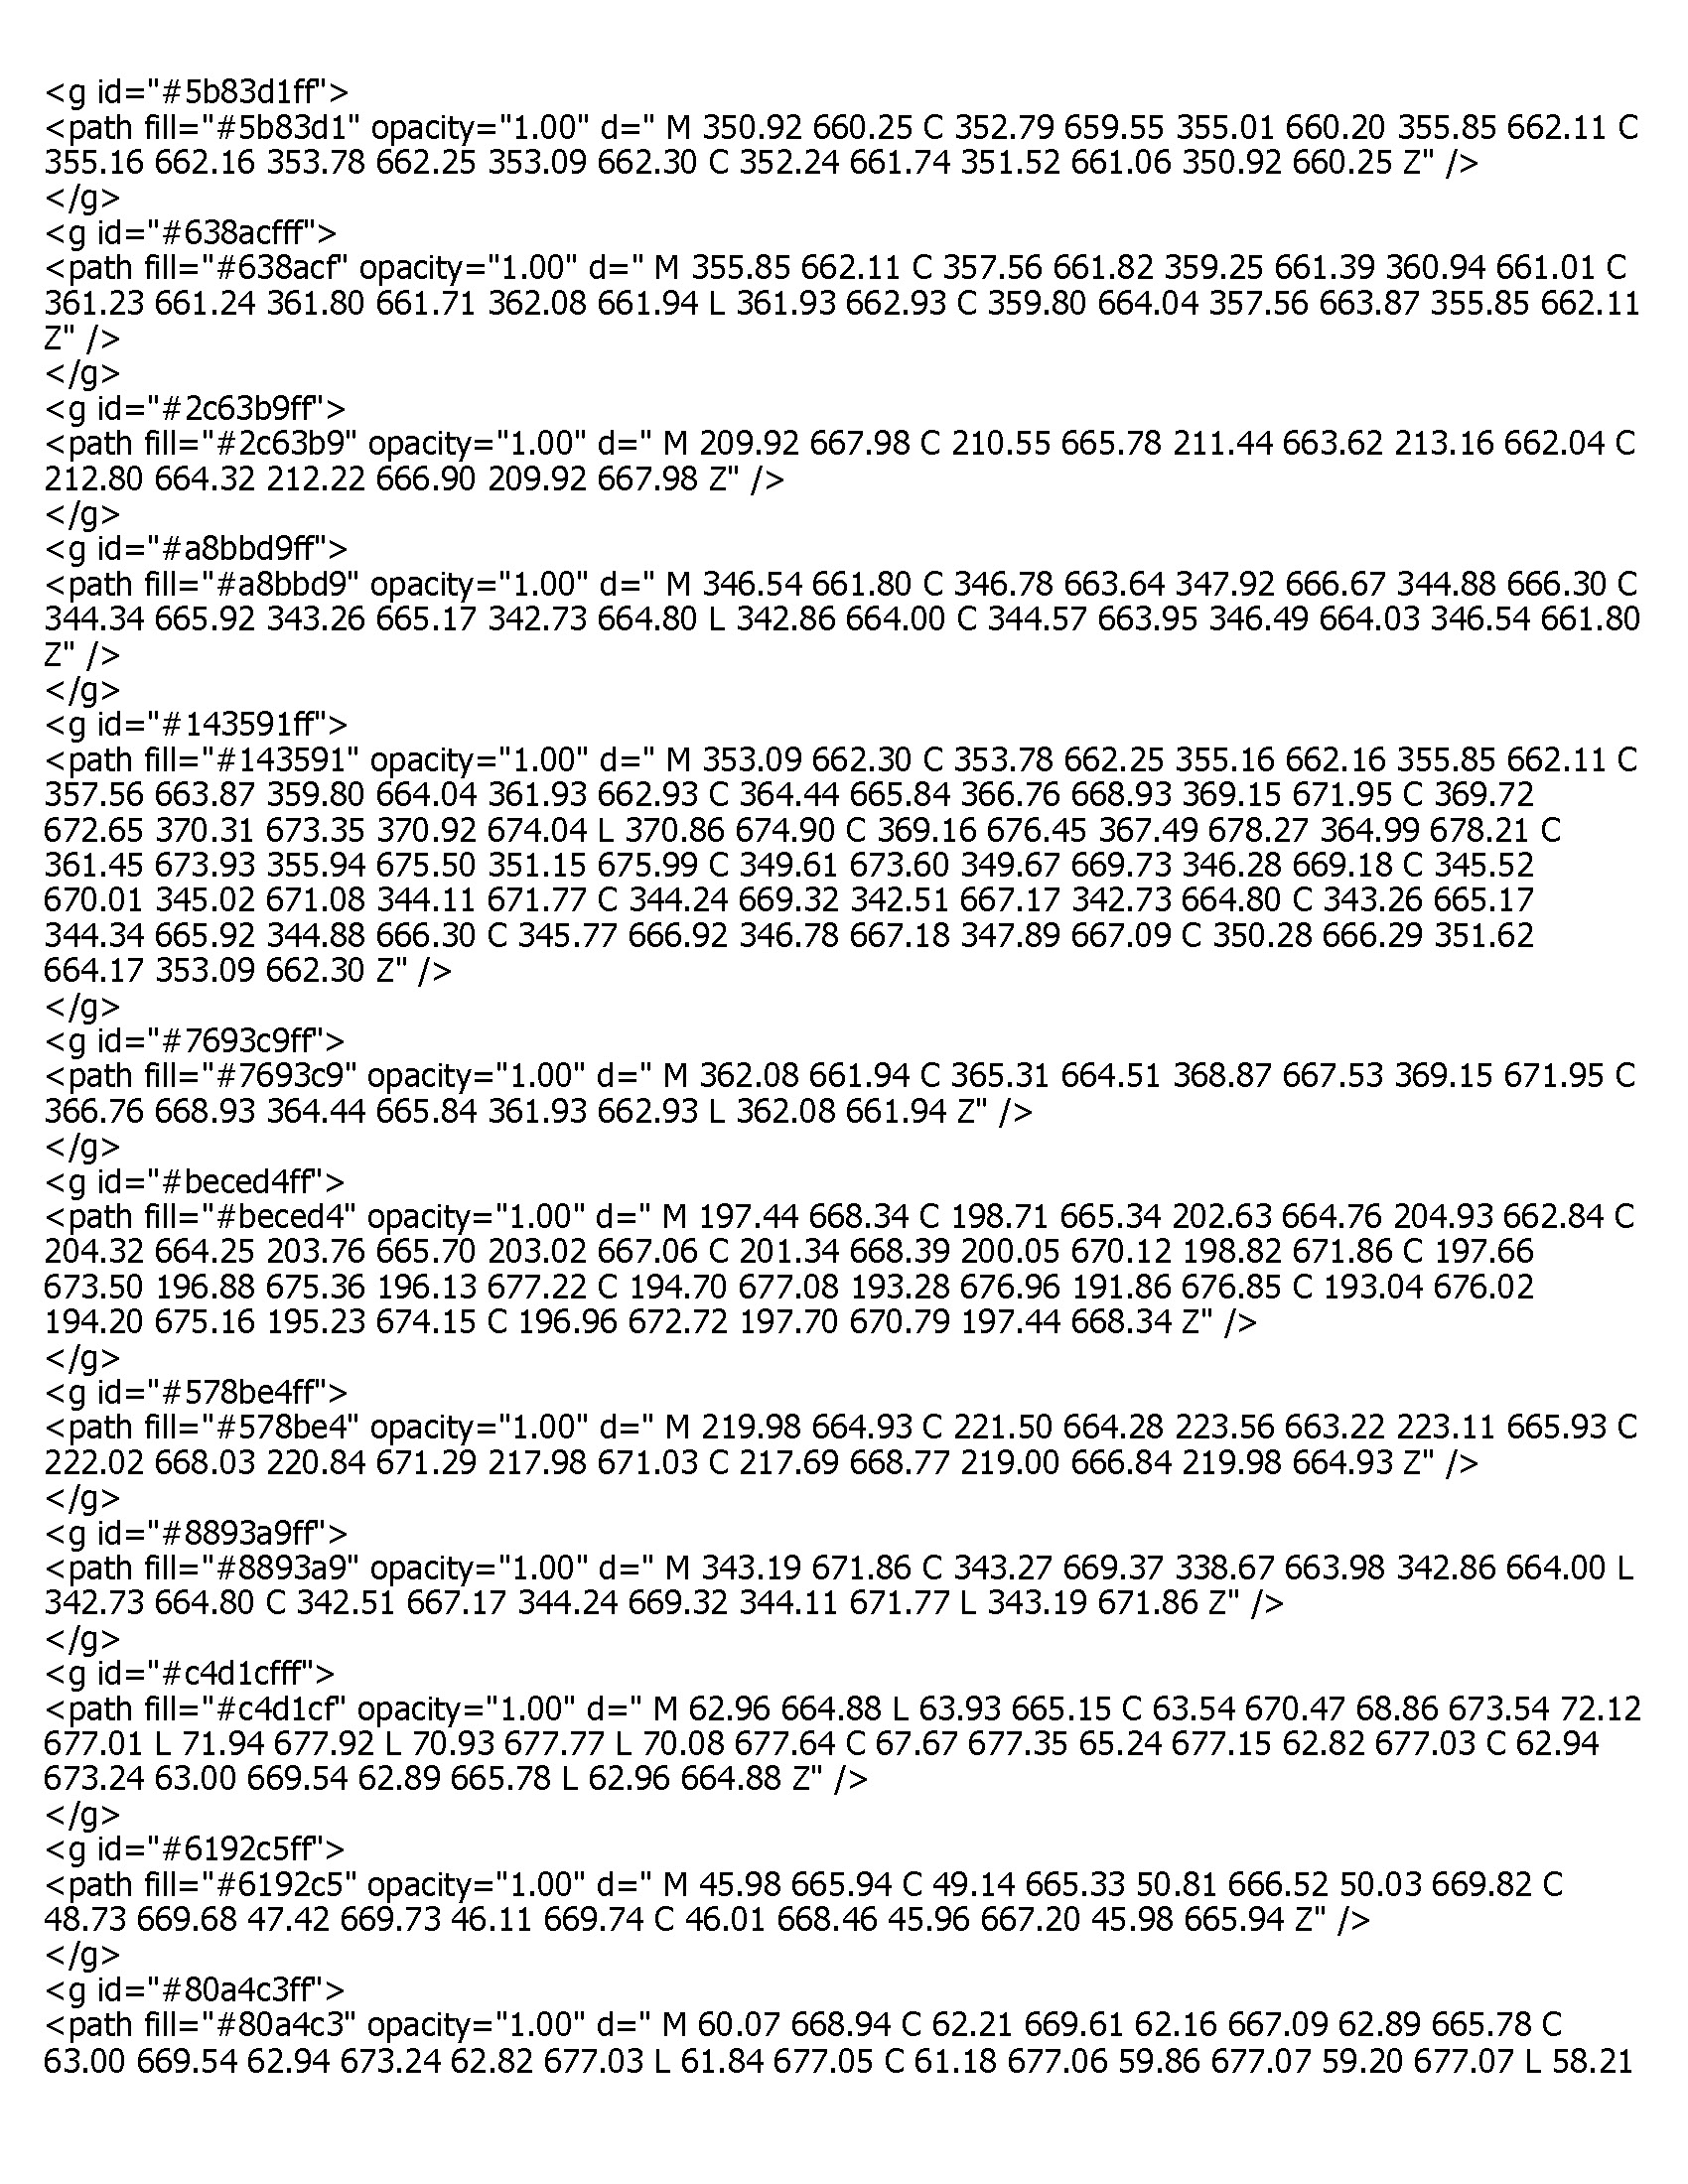 <g id="#5b83d1ff">
<path fill="#5b83d1" opacity="1.00" d=" M 350.92 660.25 C 352.79 659.55 355.01 660.20 355.85 662.11 C
355.16 662.16 353.78 662.25 353.09 662.30 C 352.24 661.74 351.52 661.06 350.92 660.25 Z" />
</g>
<g id="#638acfff">
<path fill="#638acf" opacity="1.00" d=" M 355.85 662.11 C 357.56 661.82 359.25 661.39 360.94 661.01 C
361.23 661.24 361.80 661.71 362.08 661.94 L 361.93 662.93 C 359.80 664.04 357.56 663.87 355.85 662.11
Z" />
</g>
<g id="#2c63b9ff">
<path fill="#2c63b9" opacity="1.00" d=" M 209.92 667.98 C 210.55 665.78 211.44 663.62 213.16 662.04 C
212.80 664.32 212.22 666.90 209.92 667.98 Z" />
</g>
<g id="#a8bbd9ff">
<path fill="#a8bbd9" opacity="1.00" d=" M 346.54 661.80 C 346.78 663.64 347.92 666.67 344.88 666.30 C
344.34 665.92 343.26 665.17 342.73 664.80 L 342.86 664.00 C 344.57 663.95 346.49 664.03 346.54 661.80
Z" />
</g>
<g id="#143591ff">
<path fill="#143591" opacity="1.00" d=" M 353.09 662.30 C 353.78 662.25 355.16 662.16 355.85 662.11 C
357.56 663.87 359.80 664.04 361.93 662.93 C 364.44 665.84 366.76 668.93 369.15 671.95 C 369.72
672.65 370.31 673.35 370.92 674.04 L 370.86 674.90 C 369.16 676.45 367.49 678.27 364.99 678.21 C
361.45 673.93 355.94 675.50 351.15 675.99 C 349.61 673.60 349.67 669.73 346.28 669.18 C 345.52
670.01 345.02 671.08 344.11 671.77 C 344.24 669.32 342.51 667.17 342.73 664.80 C 343.26 665.17
344.34 665.92 344.88 666.30 C 345.77 666.92 346.78 667.18 347.89 667.09 C 350.28 666.29 351.62
664.17 353.09 662.30 Z" />
</g>
<g id="#7693c9ff">
<path fill="#7693c9" opacity="1.00" d=" M 362.08 661.94 C 365.31 664.51 368.87 667.53 369.15 671.95 C
366.76 668.93 364.44 665.84 361.93 662.93 L 362.08 661.94 Z" />
</g>
<g id="#beced4ff">
<path fill="#beced4" opacity="1.00" d=" M 197.44 668.34 C 198.71 665.34 202.63 664.76 204.93 662.84 C
204.32 664.25 203.76 665.70 203.02 667.06 C 201.34 668.39 200.05 670.12 198.82 671.86 C 197.66
673.50 196.88 675.36 196.13 677.22 C 194.70 677.08 193.28 676.96 191.86 676.85 C 193.04 676.02
194.20 675.16 195.23 674.15 C 196.96 672.72 197.70 670.79 197.44 668.34 Z" />
</g>
<g id="#578be4ff">
<path fill="#578be4" opacity="1.00" d=" M 219.98 664.93 C 221.50 664.28 223.56 663.22 223.11 665.93 C
222.02 668.03 220.84 671.29 217.98 671.03 C 217.69 668.77 219.00 666.84 219.98 664.93 Z" />
</g>
<g id="#8893a9ff">
<path fill="#8893a9" opacity="1.00" d=" M 343.19 671.86 C 343.27 669.37 338.67 663.98 342.86 664.00 L
342.73 664.80 C 342.51 667.17 344.24 669.32 344.11 671.77 L 343.19 671.86 Z" />
</g>
<g id="#c4d1cfff">
<path fill="#c4d1cf" opacity="1.00" d=" M 62.96 664.88 L 63.93 665.15 C 63.54 670.47 68.86 673.54 72.12
677.01 L 71.94 677.92 L 70.93 677.77 L 70.08 677.64 C 67.67 677.35 65.24 677.15 62.82 677.03 C 62.94
673.24 63.00 669.54 62.89 665.78 L 62.96 664.88 Z" />
</g>
<g id="#6192c5ff">
<path fill="#6192c5" opacity="1.00" d=" M 45.98 665.94 C 49.14 665.33 50.81 666.52 50.03 669.82 C
48.73 669.68 47.42 669.73 46.11 669.74 C 46.01 668.46 45.96 667.20 45.98 665.94 Z" />
</g>
<g id="#80a4c3ff">
<path fill="#80a4c3" opacity="1.00" d=" M 60.07 668.94 C 62.21 669.61 62.16 667.09 62.89 665.78 C
63.00 669.54 62.94 673.24 62.82 677.03 L 61.84 677.05 C 61.18 677.06 59.86 677.07 59.20 677.07 L 58.21